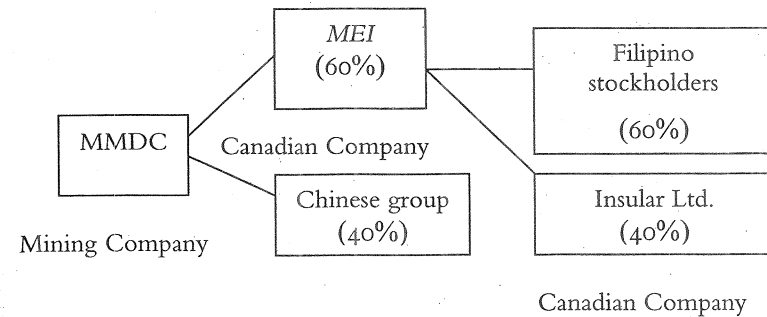 MEI
(60%)
Filipino
stockholders
(60%)
MMDC
Canadian Company
Chinese group
(40%)
Insular Ltd.
(40%)
Mining Company
Canadian Company